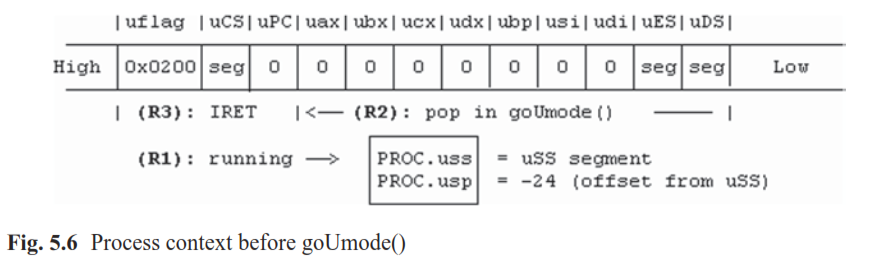 |uflag |uCS|uPC|uax|ubx|ucx|udx|ubp|usi|udi|uES|uDS|
High |0x0200|seg| 0 | 0 | 0 | 0 | 0 | 0 | 0 | 0 |seg|seg| Low
| (R3): IRET |<— (R2): pop in goUmode() —— |
(R1): running —> PROC.uss = uSS segment
PROC.usp = -24 (offset from uSS)
Fig. 5.6 Process context before goUmode()